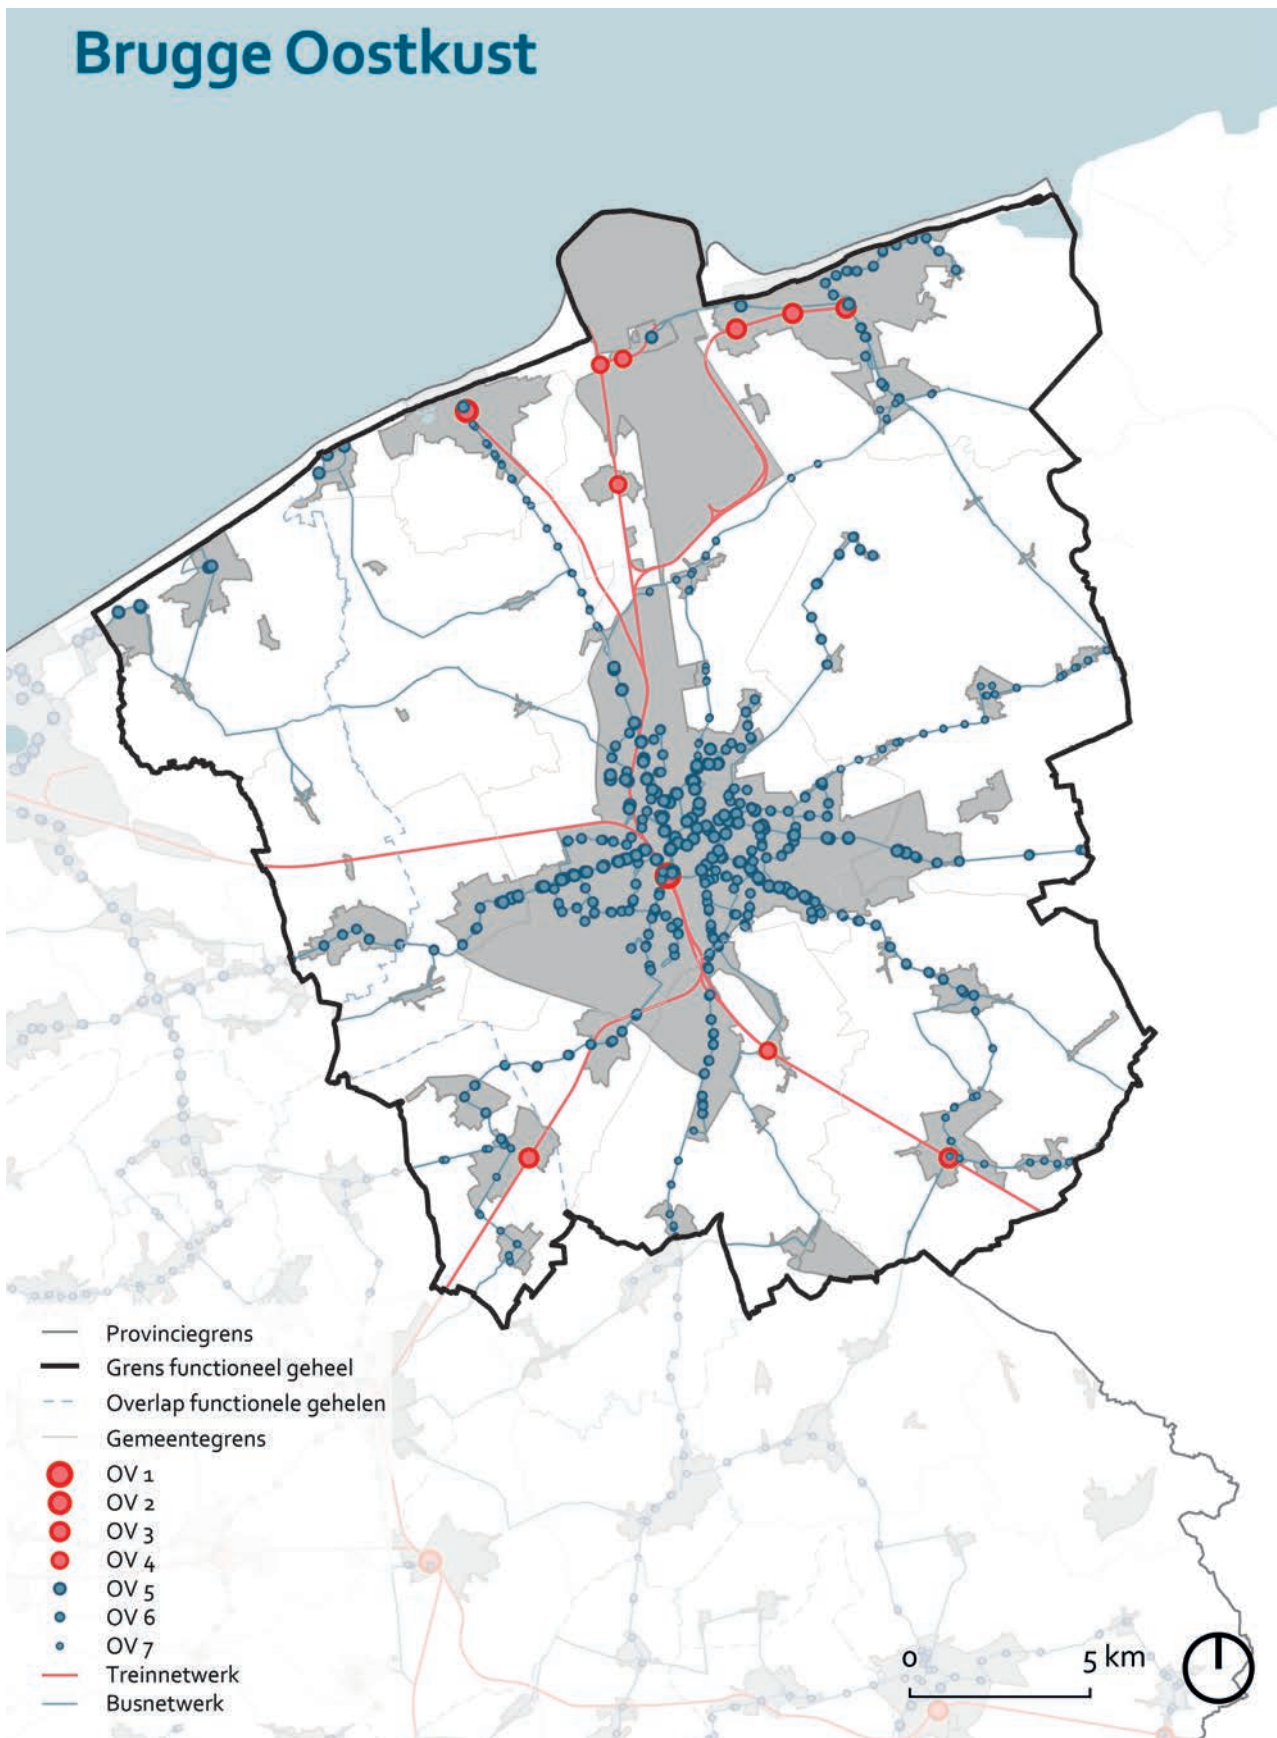 Brugge Oostkust
Provinciegrens
Grens functioneel geheel
Overlap functionele gehelen
Gemeentegrens
OV 1
OV 2
OV 3
OV 4
OV 5
OV 6
OV 7
Treinnetwerk
Busnetwerk
0 5 km